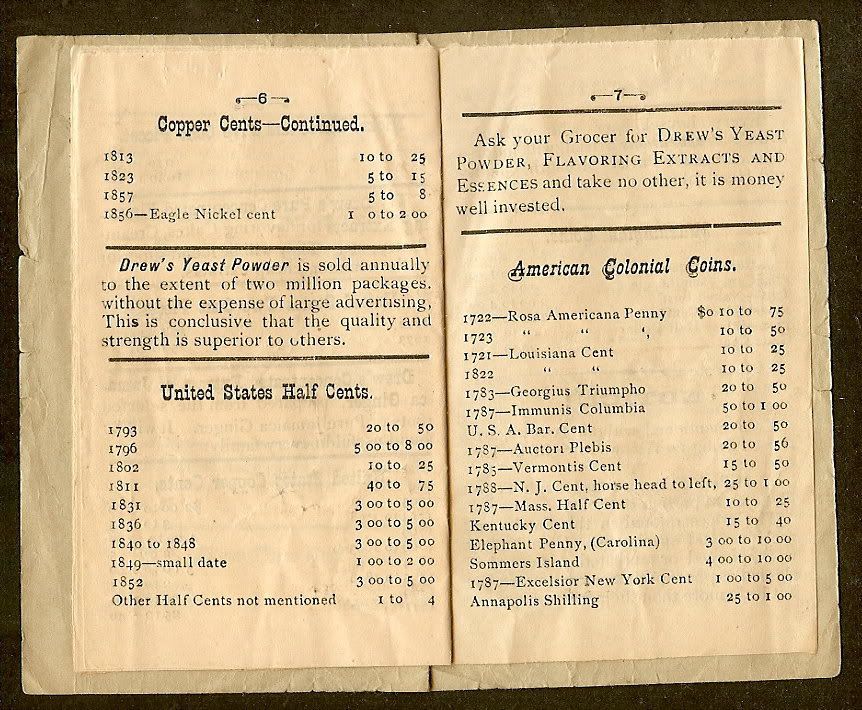 6
Copper Cents—Continued.
1813 10 to 25
1823 5 to 15
1857 5 to 8
1856—Eagle Nickel cent 1 0 to 2 00
Drew's Yeast Powder is sold annually
to the extent of two million packages.
without the expense of large advertising,
This is conclusive that the quality and
strength is superior to others.
United States Half Cents.
1793 20 to 50
1796 5 00 to 8 00
1802 10 to 25
1811 40 to 75
1831 3 00 to 5 00
1836 3 00 to 5 00
1840 to 1848 3 00 to 5 00
1849—small date 1 00 to 2 00
1852 3 00 to 5 00
Other Half Cents not mentioned 1 to 4
7
Ask your Grocer for DREW'S YEAST
POWDER, FLAVORING EXTRACTS AND
ESSENCES and take no other, it is money
well invested.
American Colonial Coins.
1722—Rosa Americana Penny $0 10 to 75
1723 " " " 10 to 50
1721—Louisiana Cent 10 to 25
1822 " " 10 to 25
1783—Georgius Triumpho 20 to 50
1787—Immunis Columbia 50 to 1 00
U. S. A. Bar. Cent 20 to 50
1787—Auctori Plebis 20 to 56
1785—Vermontis Cent 15 to 50
1788—N. J. Cent, horse head to left, 25 to 1 00
1787—Mass. Half Cent 10 to 25
Kentucky Cent 15 to 40
Elephant Penny, (Carolina) 3 00 to 10 00
Sommers Island 4 00 to 10 00
1787—Excelsior New York Cent 1 00 to 5 00
Annapolis Shilling 25 to 1 00